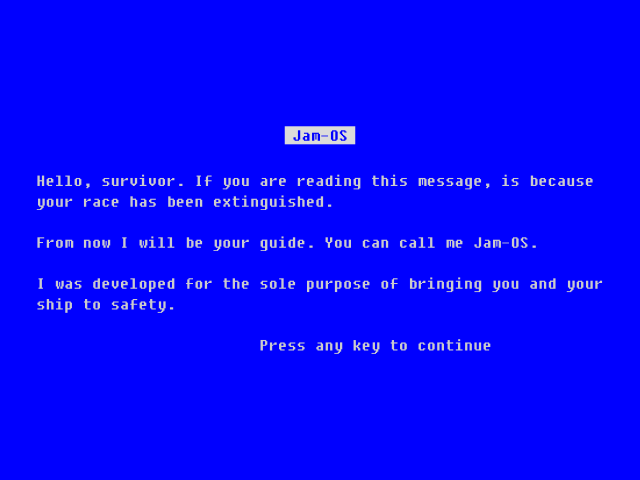 Jam-OS
Hello, survivor. If you are reading this message, is because
your race has been extinguished.
From now I will be your guide. You can call me Jam-OS.
I was developed for the sole purpose of bringing you and your
ship to safety.
Press any key to continue